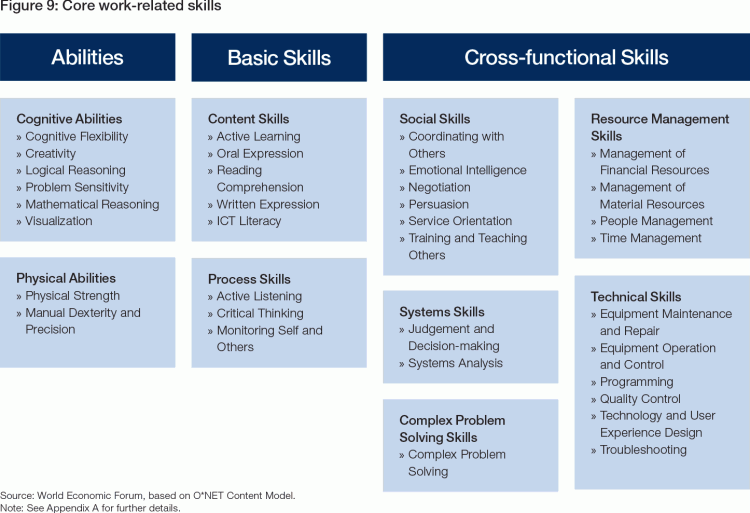 Figure 9: Core work-related skills
Abilities
Cognitive Abilities
» Cognitive Flexibility
» Creativity
» Logical Reasoning
» Problem Sensitivity
» Mathematical Reasoning
» Visualization
Physical Abilities
» Physical Strength
» Manual Dexterity and
Precision
Basic Skills
Content Skills
» Active Learning
» Oral Expression
» Reading
Comprehension
» Written Expression
» ICT Literacy
Process Skills
» Active Listening
» Critical Thinking
» Monitoring Self and
Others
Cross-functional Skills
Social Skills
» Coordinating with
Others
» Emotional Intelligence
» Negotiation
» Persuasion
» Service Orientation
» Training and Teaching
Others
Systems Skills
» Judgement and
Decision-making
» Systems Analysis
Complex Problem
Solving Skills
» Complex Problem
Solving
Resource Management
Skills
» Management of
Financial Resources
» Management of
Material Resources
» People Management
» Time Management
Technical Skills
» Equipment Maintenance
and Repair
» Equipment Operation
and Control
» Programming
» Quality Control
» Technology and User
Experience Design
» Troubleshooting
Source: World Economic Forum, based on O*NET Content Model.
Note: See Appendix A for further details.